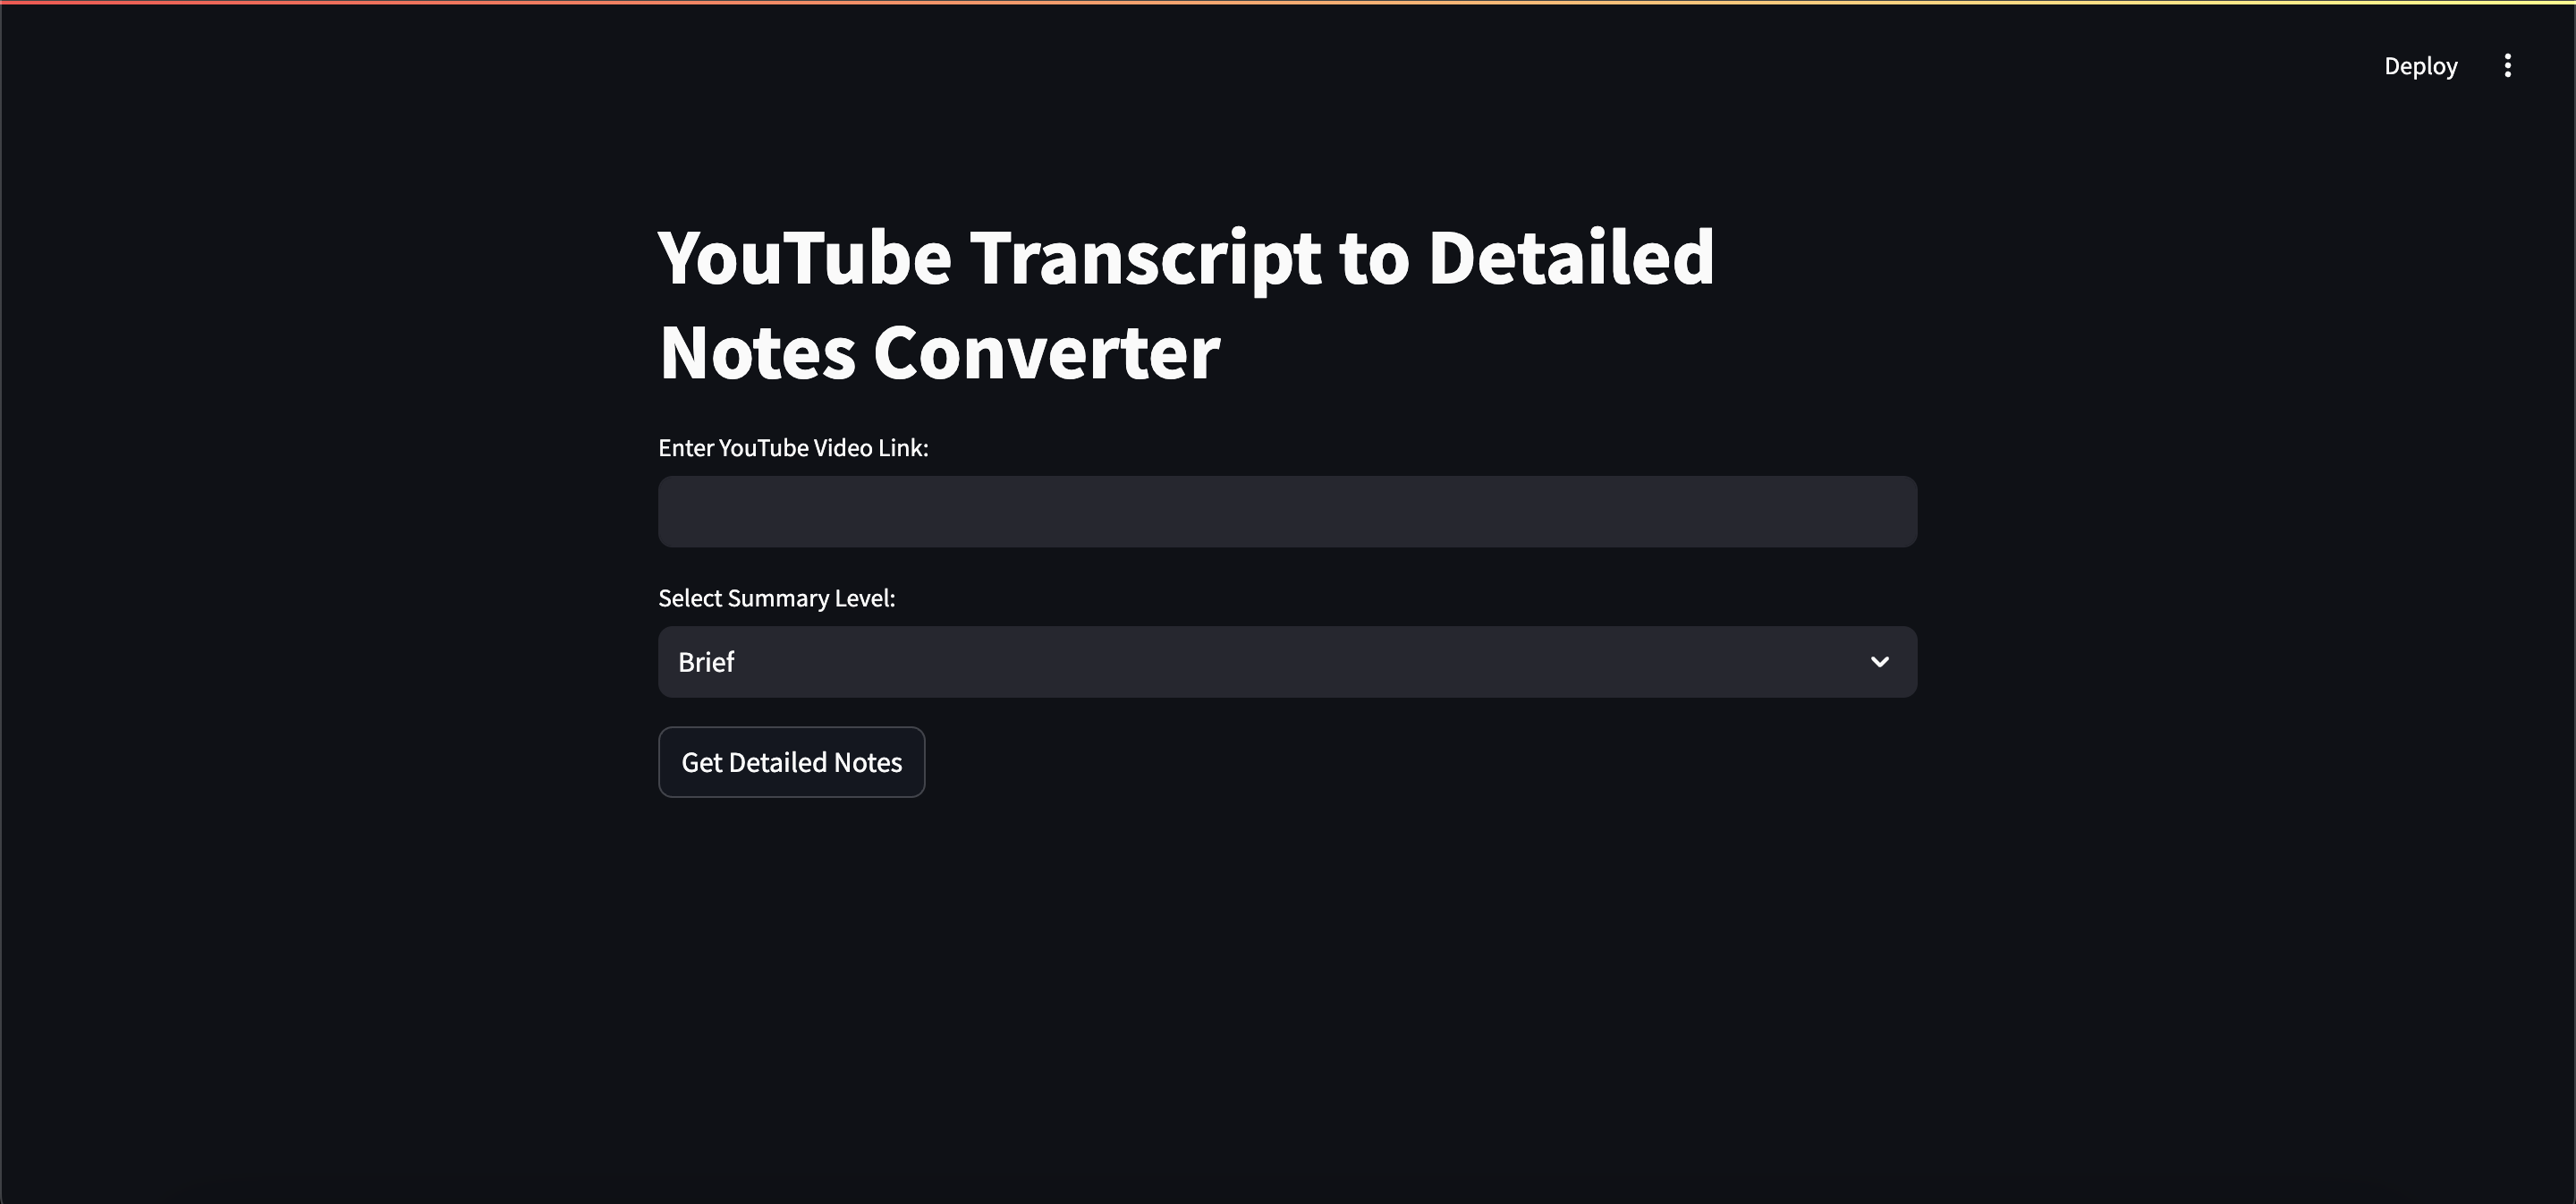 Deploy
YouTube Transcript to Detailed
Notes Converter
Enter YouTube Video Link:
Select Summary Level:
Brief
Get Detailed Notes